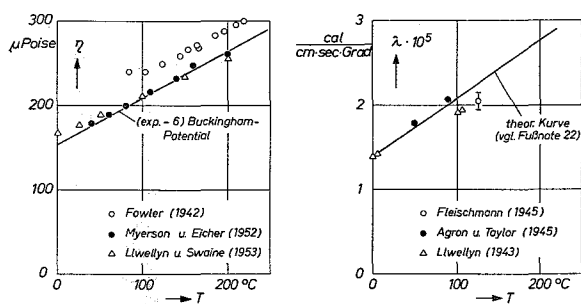 300
μPoise
η
200
(exp.-6) Buckingham-
Potential
100
○ Fowler (1942)
● Myerson u. Eicher (1952)
△ Llwellyn u. Swaine (1953)
0
0
100
200 °C
T
3
cal
cm·sec·Grad
λ · 10⁵
2
theor. Kurve
(vgl. Fußnote 22)
1
○ Fleischmann (1945)
● Agron u. Taylor (1945)
△ Llwellyn (1943)
0
0
100
200 °C
T